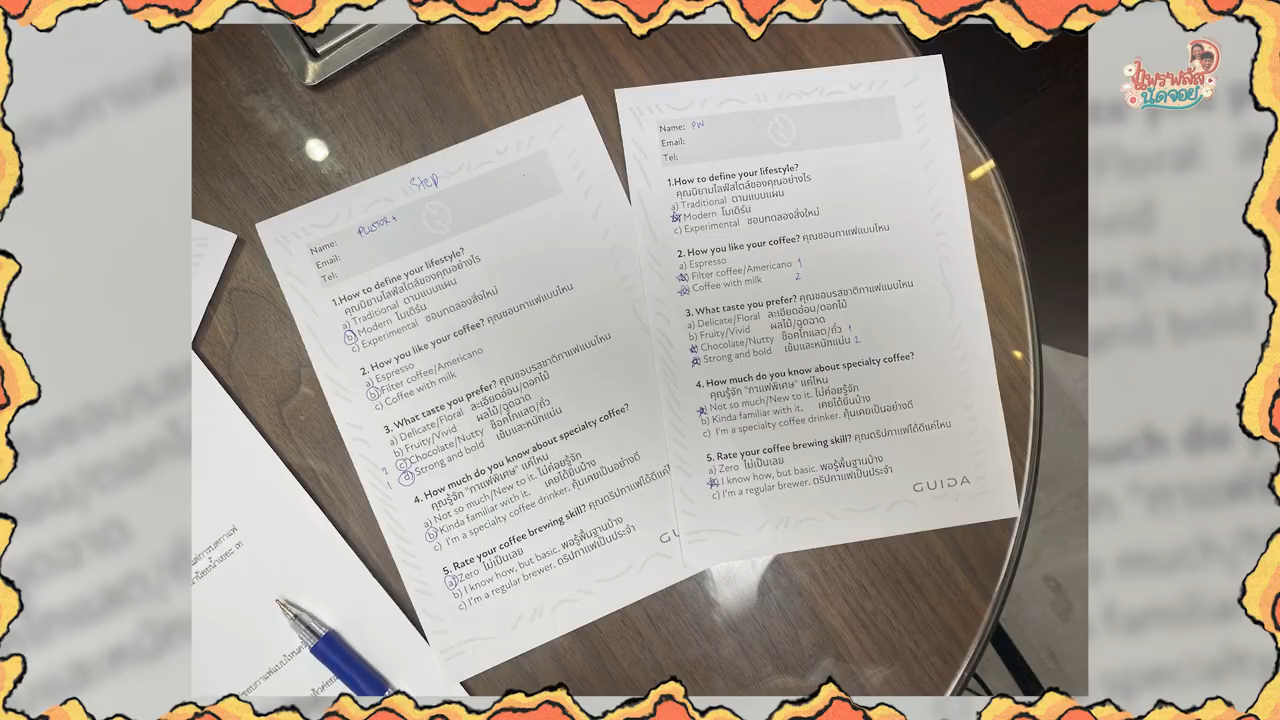 แพรพลัส
นัดจอย
Step
Name: PLUSTOR+
Email:
Tel:
1.How to define your lifestyle?
คุณนิยามไลฟ์สไตล์ของคุณอย่างไร
a) Traditional ตามแบบแผน
b) Modern โมเดิร์น
c) Experimental ชอบทดลองสิ่งใหม่
2. How you like your coffee? คุณชอบกาแฟแบบไหน
a) Espresso
b) Filter coffee/Americano
c) Coffee with milk
3. What taste you prefer? คุณชอบรสชาติกาแฟแบบไหน
a) Delicate/Floral ละเอียดอ่อน/ดอกไม้
b) Fruity/Vivid ผลไม้/ฉูดฉาด
2 c) Chocolate/Nutty ช็อคโกแลต/ถั่ว
1 d) Strong and bold เข้มและหนักแน่น
4. How much do you know about specialty coffee?
คุณรู้จัก "กาแฟพิเศษ" แค่ไหน
a) Not so much/New to it. ไม่ค่อยรู้จัก
b) Kinda familiar with it. เคยได้ยินบ้าง
c) I'm a specialty coffee drinker. คุ้นเคยเป็นอย่างดี
5. Rate your coffee brewing skill? คุณดริปกาแฟได้ดีแค่ไหน
a) Zero ไม่เป็นเลย
b) I know how, but basic. พอรู้พื้นฐานบ้าง
c) I'm a regular brewer. ดริปกาแฟเป็นประจำ
GU
Name: PW
Email:
Tel:
1.How to define your lifestyle?
คุณนิยามไลฟ์สไตล์ของคุณอย่างไร
a) Traditional ตามแบบแผน
b) Modern โมเดิร์น
c) Experimental ชอบทดลองสิ่งใหม่
2. How you like your coffee? คุณชอบกาแฟแบบไหน
a) Espresso
b) Filter coffee/Americano 1
c) Coffee with milk 2
3. What taste you prefer? คุณชอบรสชาติกาแฟแบบไหน
a) Delicate/Floral ละเอียดอ่อน/ดอกไม้
b) Fruity/Vivid ผลไม้/ฉูดฉาด
c) Chocolate/Nutty ช็อคโกแลต/ถั่ว 1
d) Strong and bold เข้มและหนักแน่น 2
4. How much do you know about specialty coffee?
คุณรู้จัก "กาแฟพิเศษ" แค่ไหน
a) Not so much/New to it. ไม่ค่อยรู้จัก
b) Kinda familiar with it. เคยได้ยินบ้าง
c) I'm a specialty coffee drinker. คุ้นเคยเป็นอย่างดี
5. Rate your coffee brewing skill? คุณดริปกาแฟได้ดีแค่ไหน
a) Zero ไม่เป็นเลย
b) I know how, but basic. พอรู้พื้นฐานบ้าง
c) I'm a regular brewer. ดริปกาแฟเป็นประจำ
GUIDA